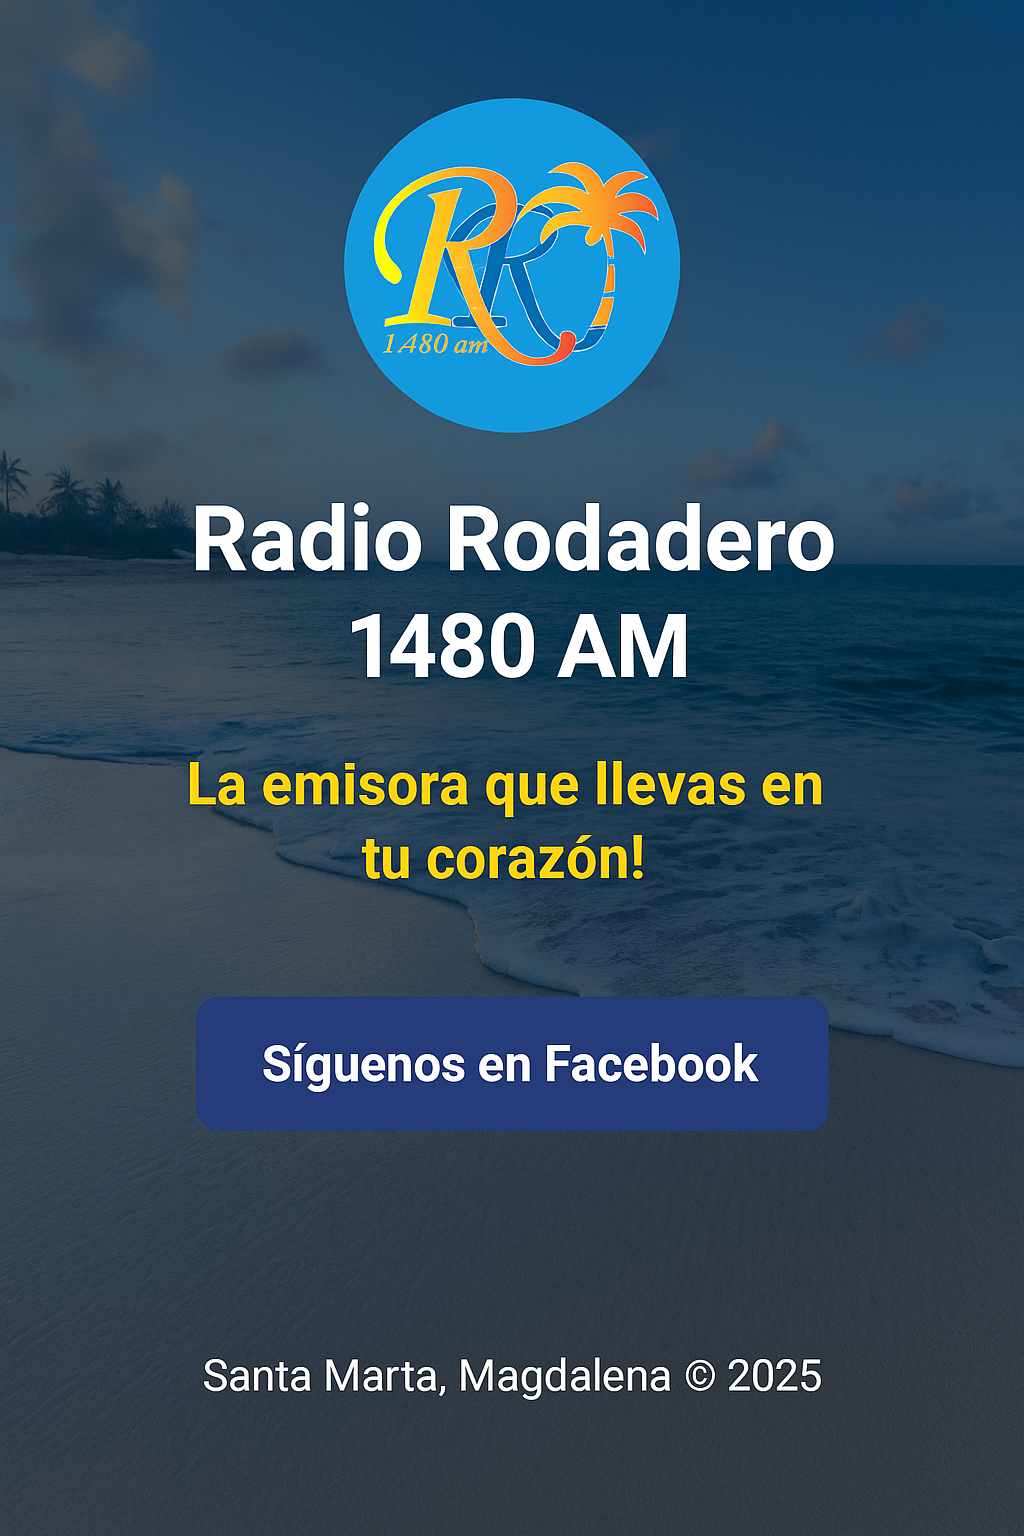 RR
1480 am
Radio Rodadero
1480 AM
La emisora que llevas en
tu corazón!
Síguenos en Facebook
Santa Marta, Magdalena © 2025